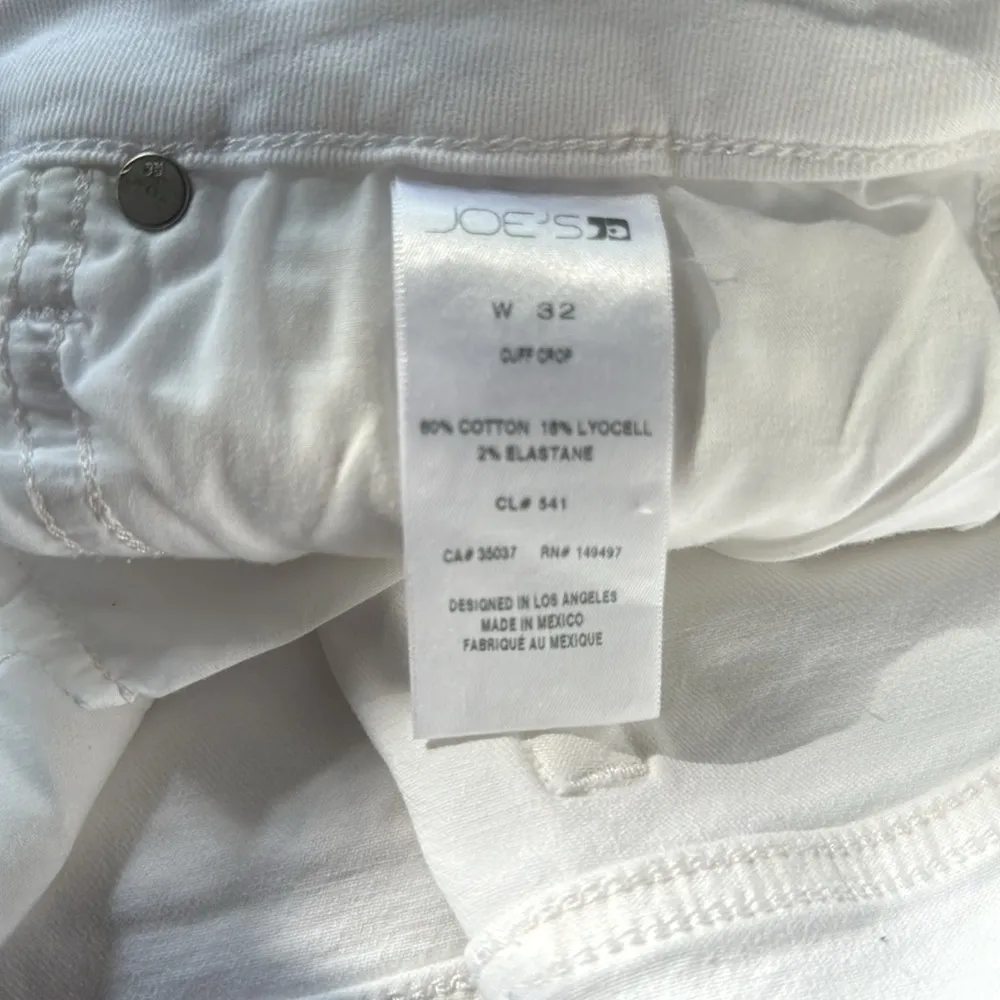 JOE'S
W 32
CUFF CROP
80% COTTON 18% LYOCELL
2% ELASTANE
CL# 541
CA# 35037 RN# 149497
DESIGNED IN LOS ANGELES
MADE IN MEXICO
FABRIQUÉ AU MEXIQUE